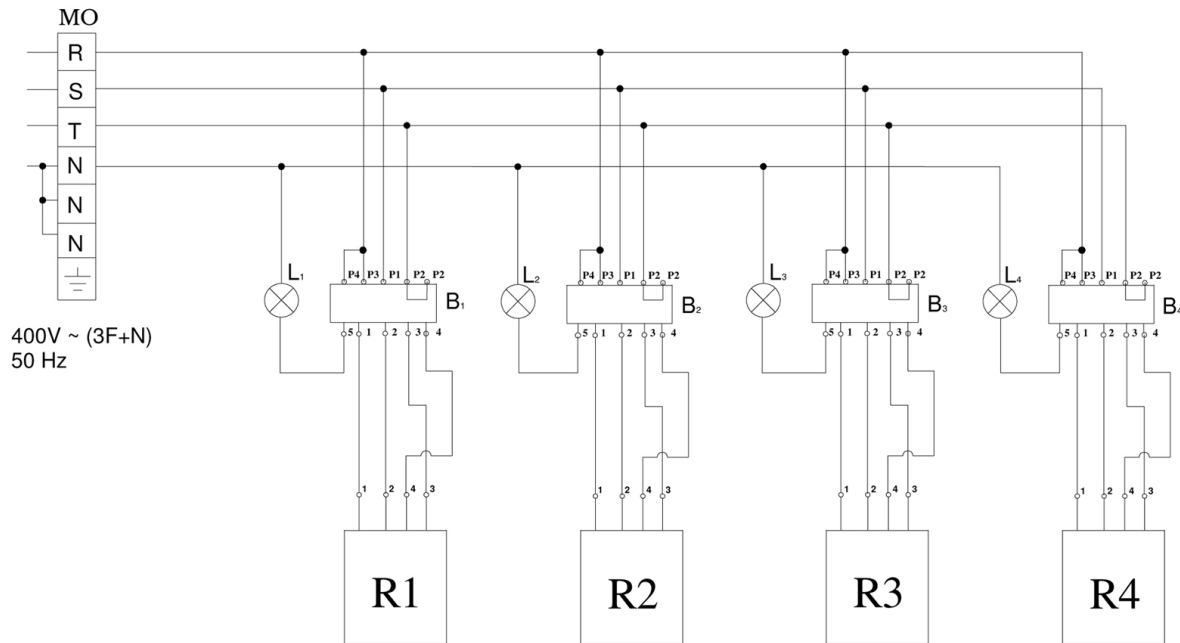 MO
R
S
T
N
N
N
400V ~ (3F+N)
50 Hz
L1
P4 P3 P1 P2 P2
B1
5 1 2 3 4
1 2 4 3
R1
L2
P4 P3 P1 P2 P2
B2
5 1 2 3 4
1 2 4 3
R2
L3
P4 P3 P1 P2 P2
B3
5 1 2 3 4
1 2 4 3
R3
L4
P4 P3 P1 P2 P2
B4
5 1 2 3 4
1 2 4 3
R4